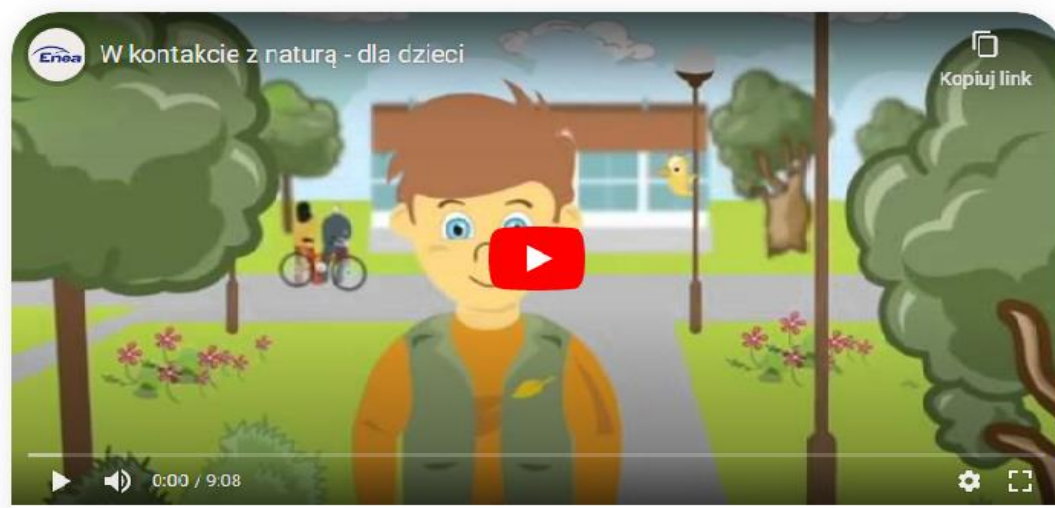 Enea
W kontakcie z naturą - dla dzieci
Kopiuj link
0:00 / 9:08